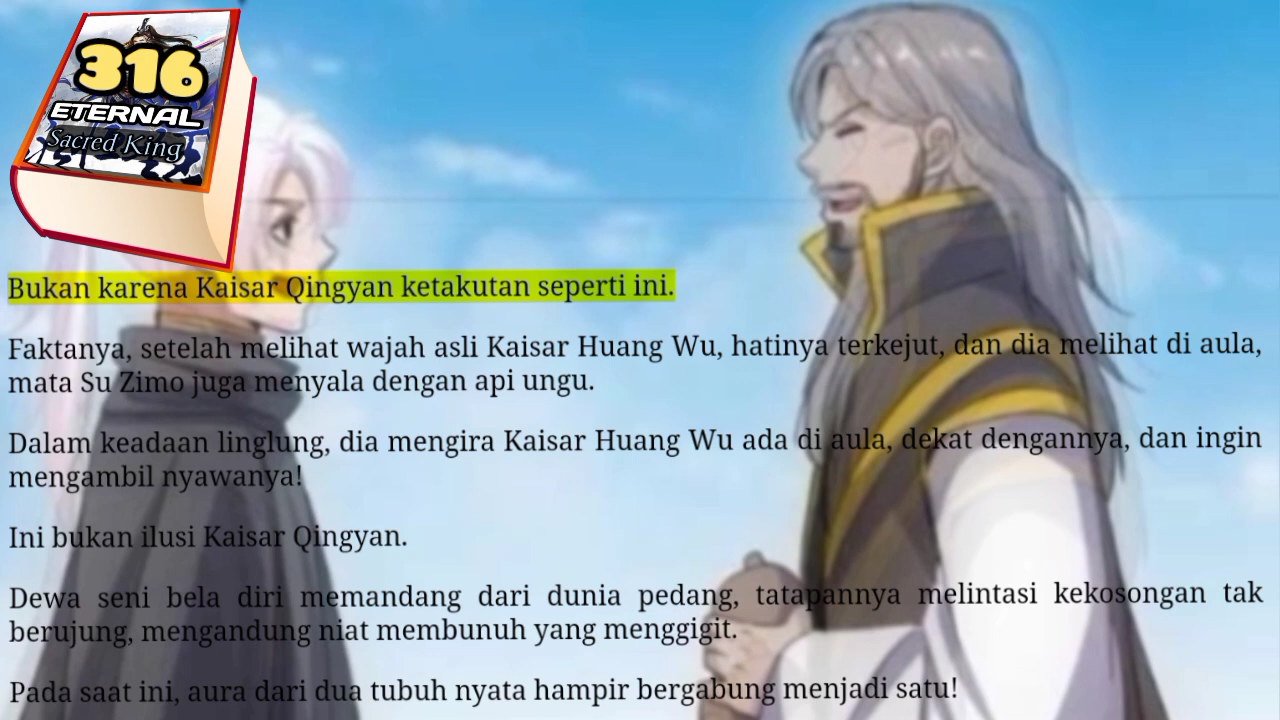 316
ETERNAL
Sacred King
Bukan karena Kaisar Qingyan ketakutan seperti ini.
Faktanya, setelah melihat wajah asli Kaisar Huang Wu, hatinya terkejut, dan dia melihat di aula,
mata Su Zimo juga menyala dengan api ungu.
Dalam keadaan linglung, dia mengira Kaisar Huang Wu ada di aula, dekat dengannya, dan ingin
mengambil nyawanya!
Ini bukan ilusi Kaisar Qingyan.
Dewa seni bela diri memandang dari dunia pedang, tatapannya melintasi kekosongan tak
berujung, mengandung niat membunuh yang menggigit.
Pada saat ini, aura dari dua tubuh nyata hampir bergabung menjadi satu!